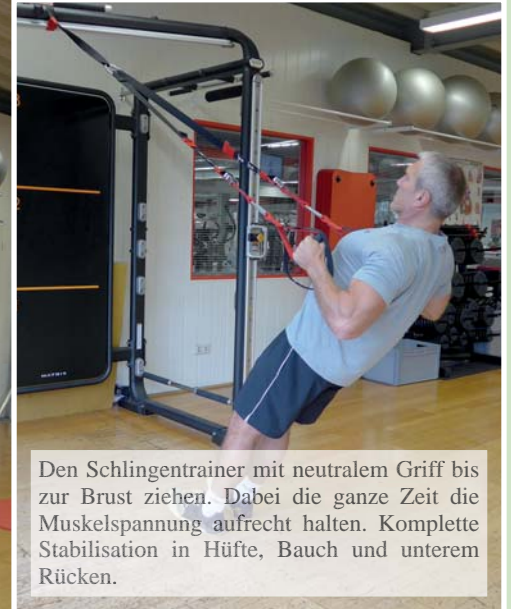 MATRIX
Den Schlingentrainer mit neutralem Griff bis
zur Brust ziehen. Dabei die ganze Zeit die
Muskelspannung aufrecht halten. Komplette
Stabilisation in Hüfte, Bauch und unterem
Rücken.